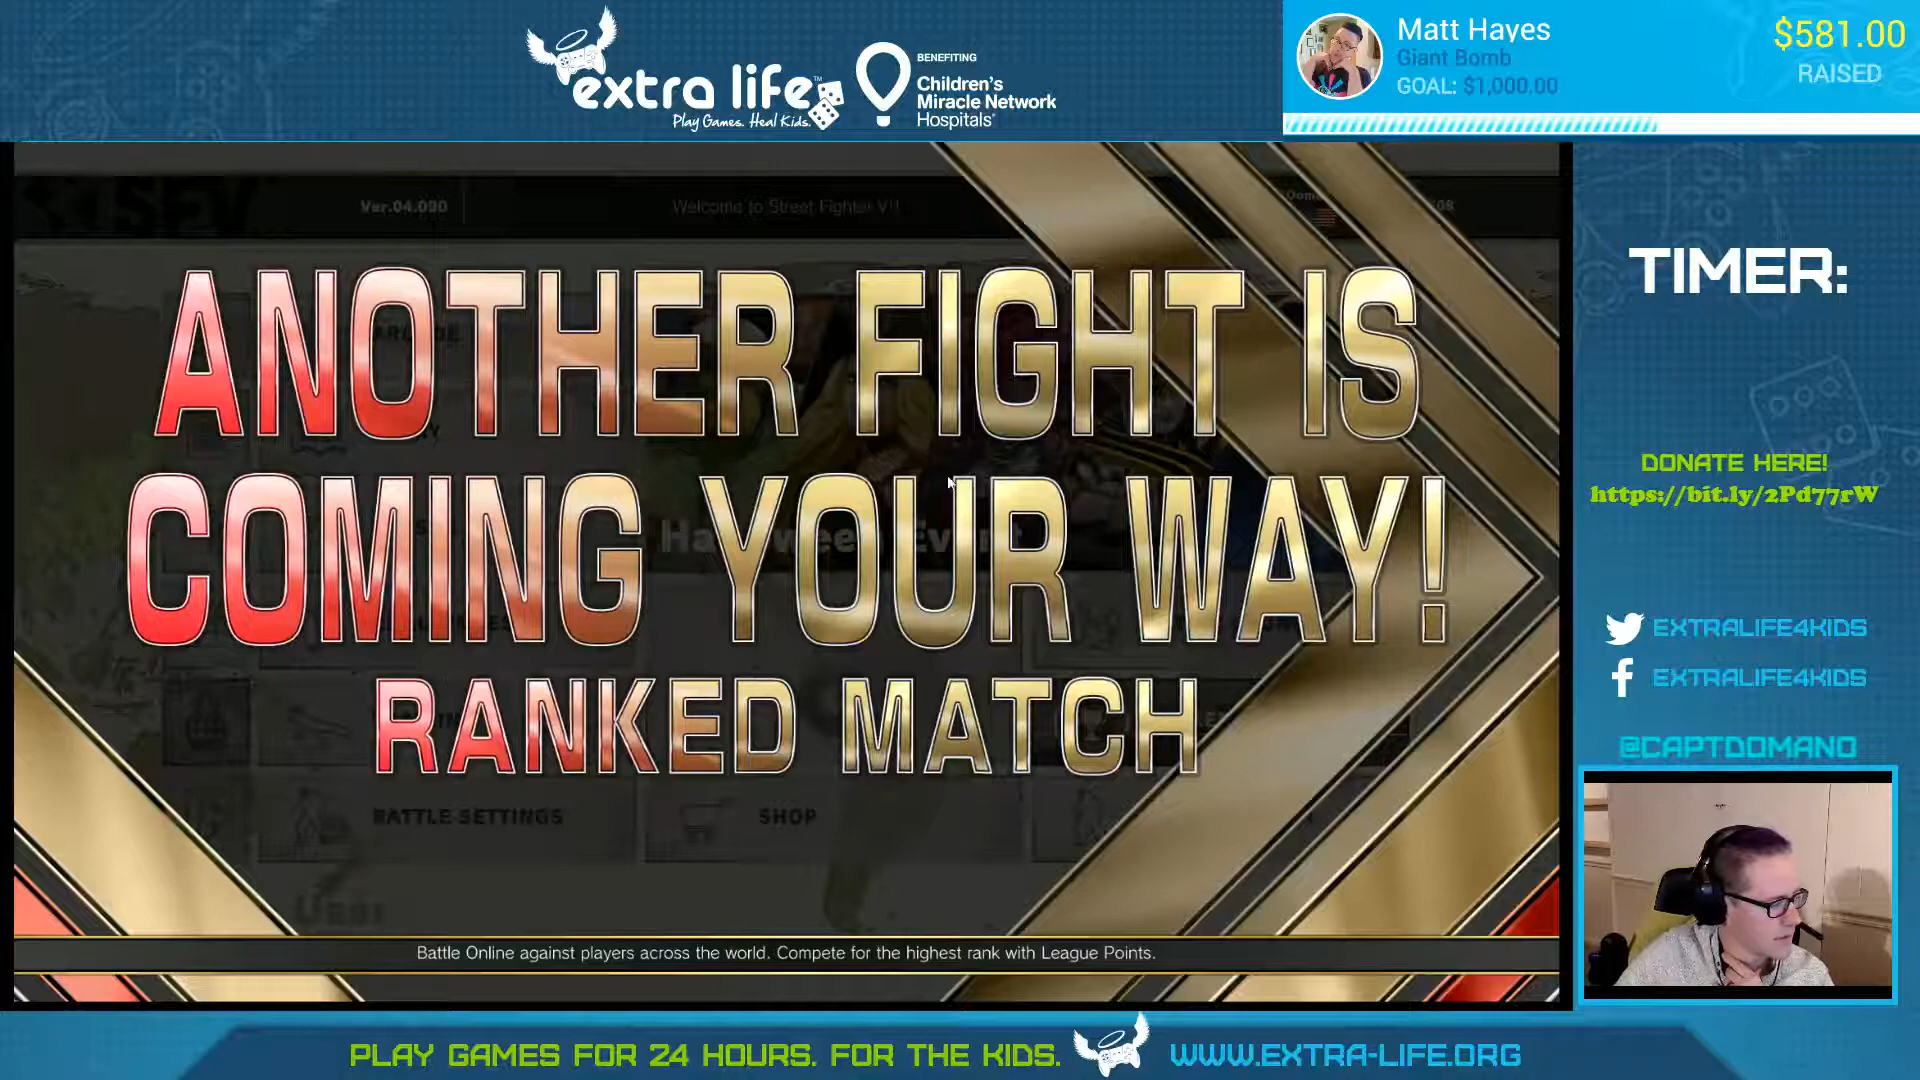 extra life™
Play Games. Heal Kids.
BENEFITING
Children's
Miracle Network
Hospitals®
Matt Hayes
Giant Bomb
GOAL: $1,000.00
$581.00
RAISED
Ver.04.090
Welcome to Street Fighter V!!
ANOTHER FIGHT IS
COMING YOUR WAY!
RANKED MATCH
BATTLE SETTINGS
SHOP
Battle Online against players across the world. Compete for the highest rank with League Points.
TIMER:
DONATE HERE!
https://bit.ly/2Pd77rW
EXTRALIFE4KIDS
EXTRALIFE4KIDS
@CAPTDOMANO
PLAY GAMES FOR 24 HOURS. FOR THE KIDS.
WWW.EXTRA-LIFE.ORG